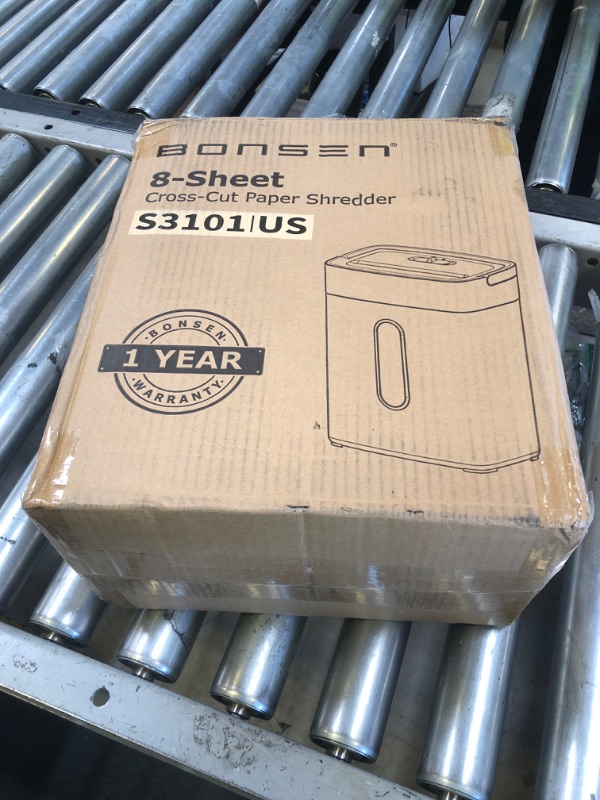 BONSEN®
8-Sheet
Cross-Cut Paper Shredder
S3101|US
·BONSEN·
1 YEAR
WARRANTY